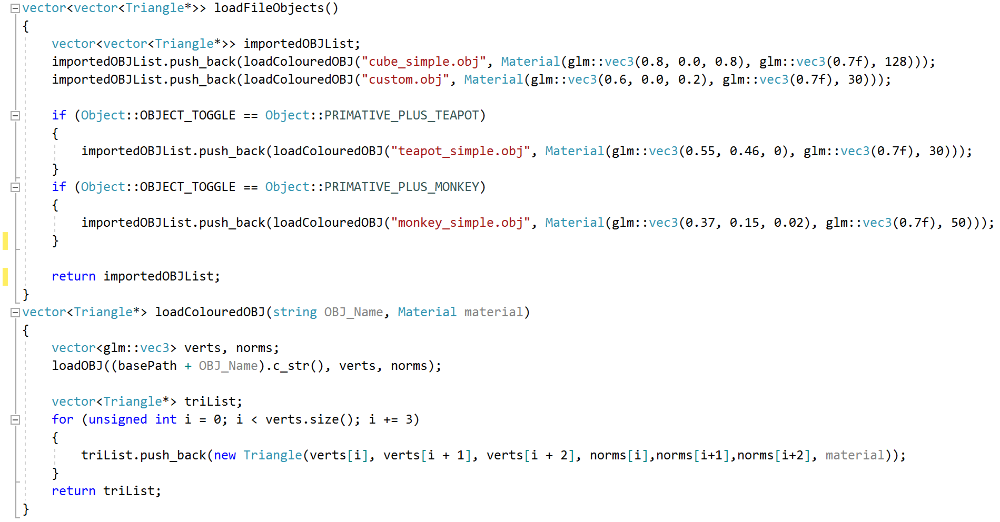 vector<vector<Triangle*>> loadFileObjects()
{
    vector<vector<Triangle*>> importedOBJList;
    importedOBJList.push_back(loadColouredOBJ("cube_simple.obj", Material(glm::vec3(0.8, 0.0, 0.8), glm::vec3(0.7f), 128)));
    importedOBJList.push_back(loadColouredOBJ("custom.obj", Material(glm::vec3(0.6, 0.0, 0.2), glm::vec3(0.7f), 30)));

    if (Object::OBJECT_TOGGLE == Object::PRIMATIVE_PLUS_TEAPOT)
    {
        importedOBJList.push_back(loadColouredOBJ("teapot_simple.obj", Material(glm::vec3(0.55, 0.46, 0), glm::vec3(0.7f), 30)));
    }
    if (Object::OBJECT_TOGGLE == Object::PRIMATIVE_PLUS_MONKEY)
    {
        importedOBJList.push_back(loadColouredOBJ("monkey_simple.obj", Material(glm::vec3(0.37, 0.15, 0.02), glm::vec3(0.7f), 50)));
    }

    return importedOBJList;
}
vector<Triangle*> loadColouredOBJ(string OBJ_Name, Material material)
{
    vector<glm::vec3> verts, norms;
    loadOBJ((basePath + OBJ_Name).c_str(), verts, norms);

    vector<Triangle*> triList;
    for (unsigned int i = 0; i < verts.size(); i += 3)
    {
        triList.push_back(new Triangle(verts[i], verts[i + 1], verts[i + 2], norms[i],norms[i+1],norms[i+2], material));
    }
    return triList;
}